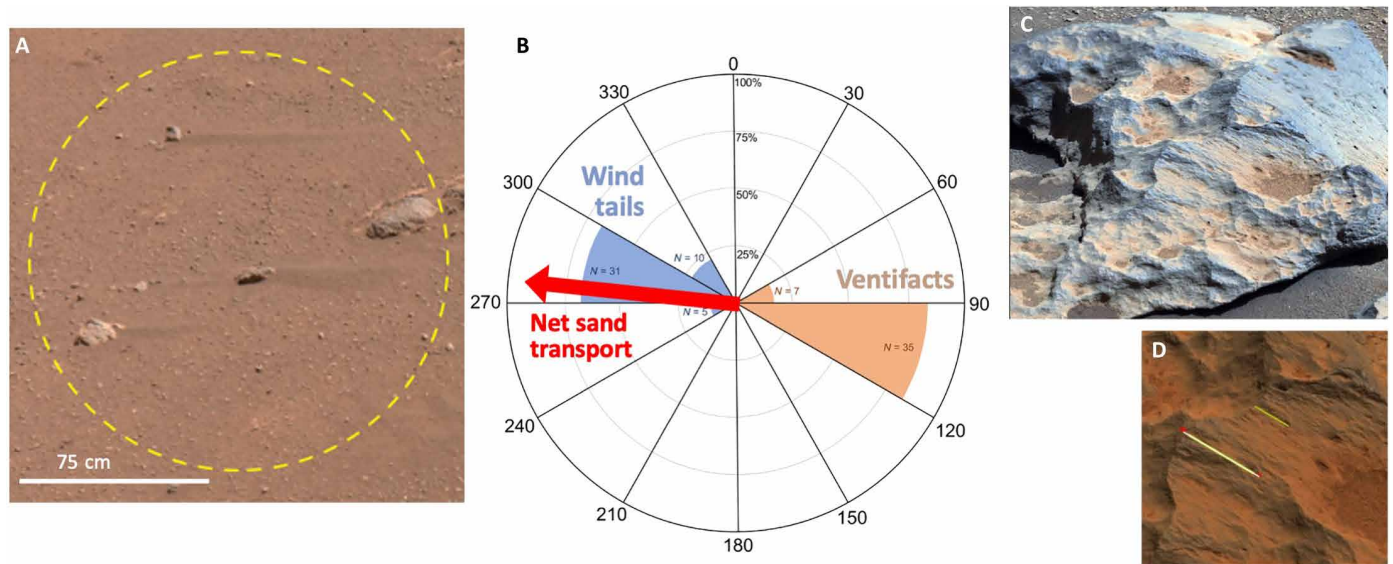 A
75 cm
B
0
30
60
90
120
150
180
210
240
270
300
330
100%
75%
50%
25%
Wind
tails
N = 10
N = 31
N = 5
Net sand
transport
Ventifacts
N = 7
N = 35
C
D